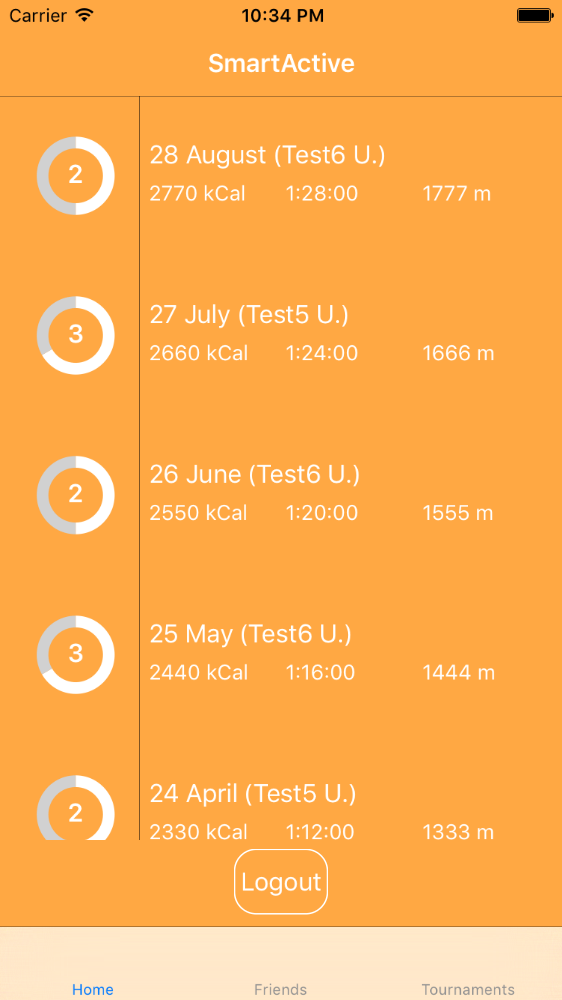 Carrier 10:34 PM
SmartActive
2
28 August (Test6 U.)
2770 kCal 1:28:00 1777 m
3
27 July (Test5 U.)
2660 kCal 1:24:00 1666 m
2
26 June (Test6 U.)
2550 kCal 1:20:00 1555 m
3
25 May (Test6 U.)
2440 kCal 1:16:00 1444 m
2
24 April (Test5 U.)
2330 kCal 1:12:00 1333 m
Logout
Home Friends Tournaments